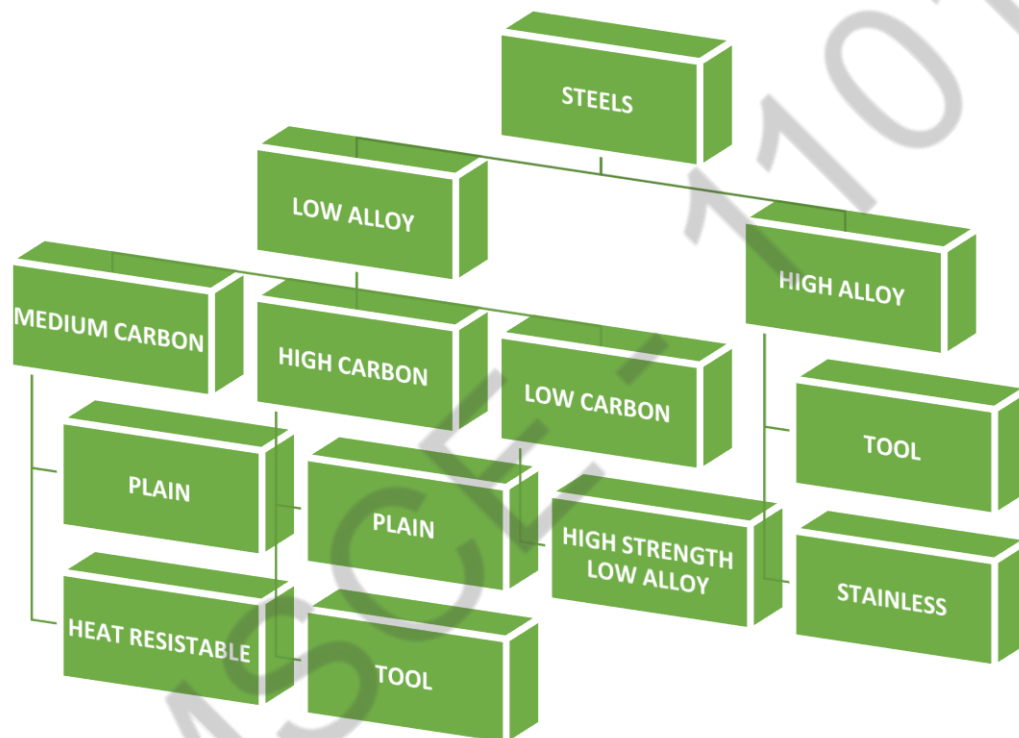 STEELS
LOW ALLOY
HIGH ALLOY
MEDIUM CARBON
HIGH CARBON
LOW CARBON
TOOL
PLAIN
PLAIN
HIGH STRENGTH
LOW ALLOY
STAINLESS
HEAT RESISTABLE
TOOL